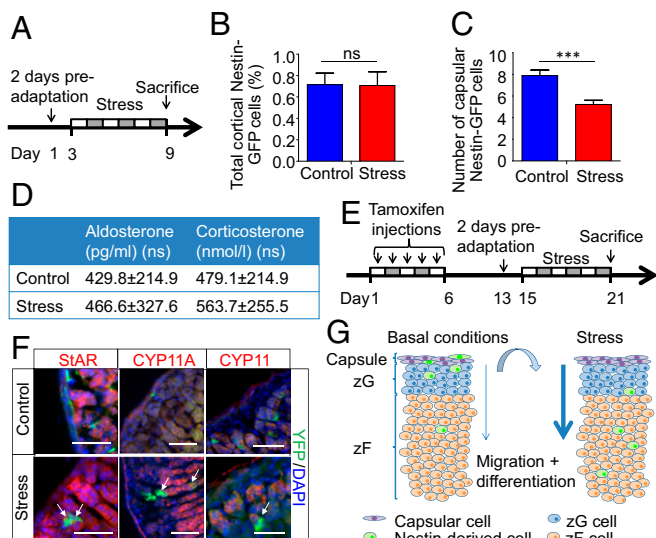 A
2 days pre-
adaptation
Sacrifice
Stress
Day 1 3 9
B
Total cortical Nestin-
GFP cells (%)
1.0
0.8
0.6
0.4
0.2
0.0
ns
Control Stress
C
Number of capsular
Nestin-GFP cells
10
8
6
4
2
0
***
Control Stress
D
Aldosterone Corticosterone
(pg/ml) (ns) (nmol/l) (ns)
Control 429.8±214.9 479.1±214.9
Stress 466.6±327.6 563.7±255.5
E
Tamoxifen
injections
2 days pre-
adaptation
Sacrifice
Stress
Day1 6 13 15 21
F
StAR CYP11A CYP11
Control
Stress
YFP/DAPI
G
Basal conditions Stress
Capsule
zG
zF
Migration +
differentiation
Capsular cell zG cell
Nestin-derived cell zF cell